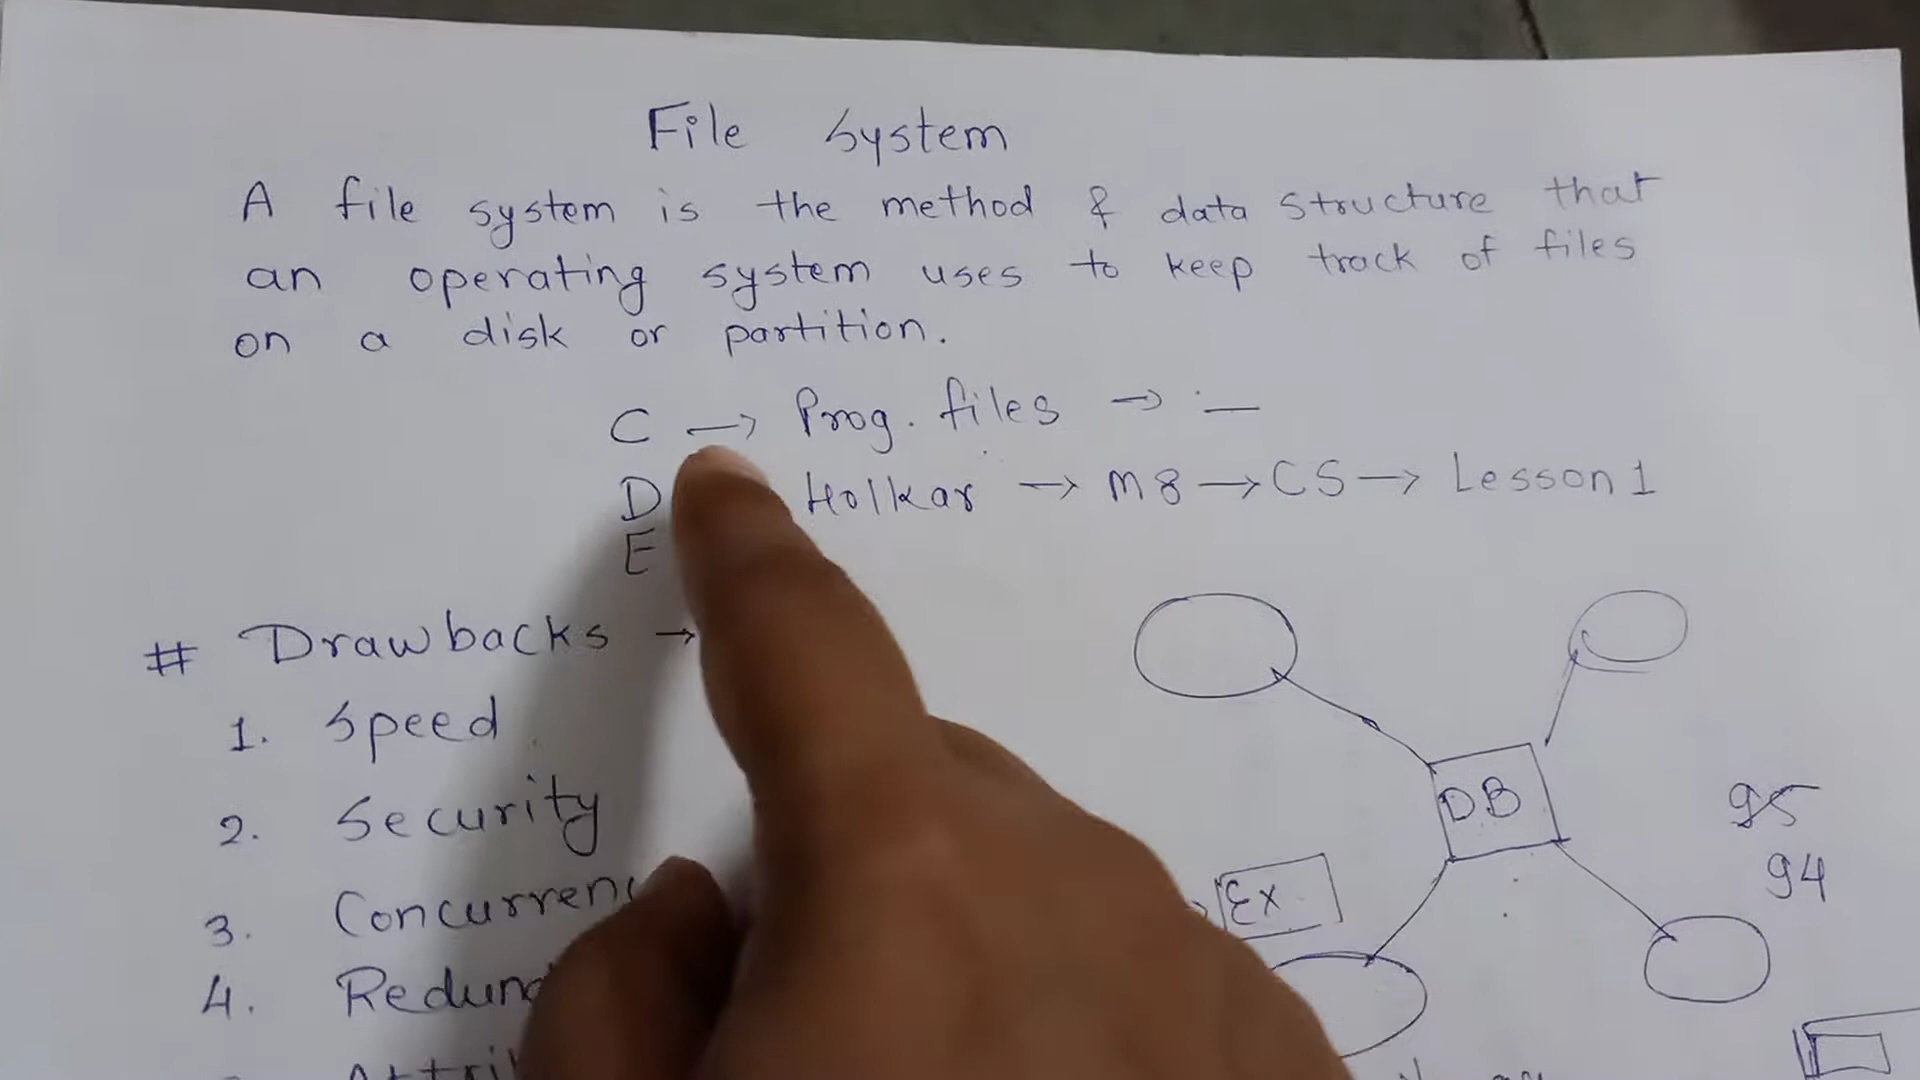 File System
A file system is the method & data structure that
an operating system uses to keep track of files
on a disk or partition.
C → Prog. files → —
D Holkar → M8 → CS → Lesson 1
E
# Drawbacks →
1. Speed
2. Security
3. Concurren
4. Redun
Attri
DB
95
94
Ex